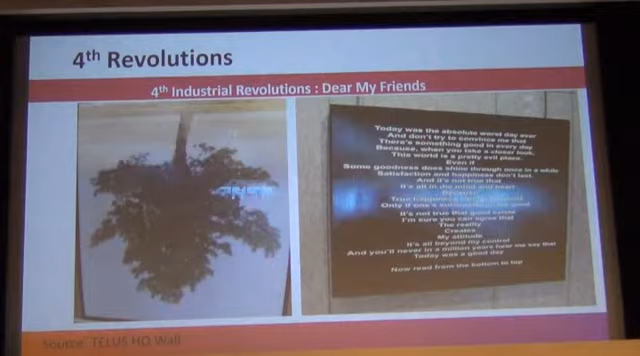 4th Revolutions
4th Industrial Revolutions : Dear My Friends
Today was the absolute worst day ever
And don't try to convince me that
There's something good in every day
Because, when you take a closer look,
This world is a pretty evil place.
Even if
Some goodness does shine through once in a while
Satisfaction and happiness don't last.
And it's not true that
It's all in the mind and heart
Because
True happiness
Only if one's good
It's not true that good exists
I'm sure you can agree that
The reality
Creates
My attitude
It's all beyond my control
And you'll never in a million years hear me say that
Today was a good day
Now read from the bottom to top
Source: TELUS HQ Wall